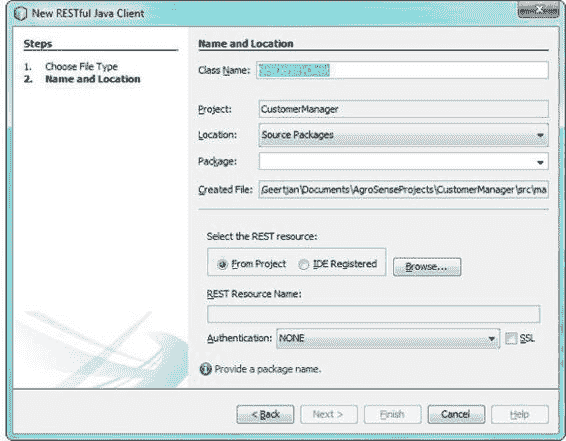 New RESTful Java Client
Steps
1. Choose File Type
2. Name and Location
Name and Location
Class Name:
Project: CustomerManager
Location: Source Packages
Package:
Created File: Geertjan\Documents\AgroSenseProjects\CustomerManager\src\ma
Select the REST resource:
From Project IDE Registered Browse...
REST Resource Name:
Authentication: NONE SSL
Provide a package name.
< Back Next > Finish Cancel Help